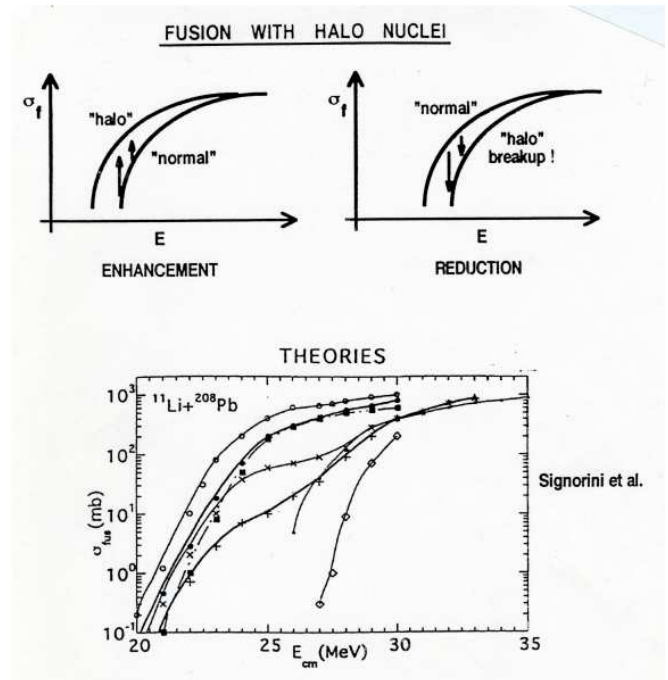 FUSION WITH HALO NUCLEI
σf
"halo"
"normal"
E
ENHANCEMENT
σf
"normal"
"halo"
breakup !
E
REDUCTION
THEORIES
¹¹Li+²⁰⁸Pb
10³
10²
10¹
10⁰
10⁻¹
σfus (mb)
20 25 30 35
Ecm (MeV)
Signorini et al.